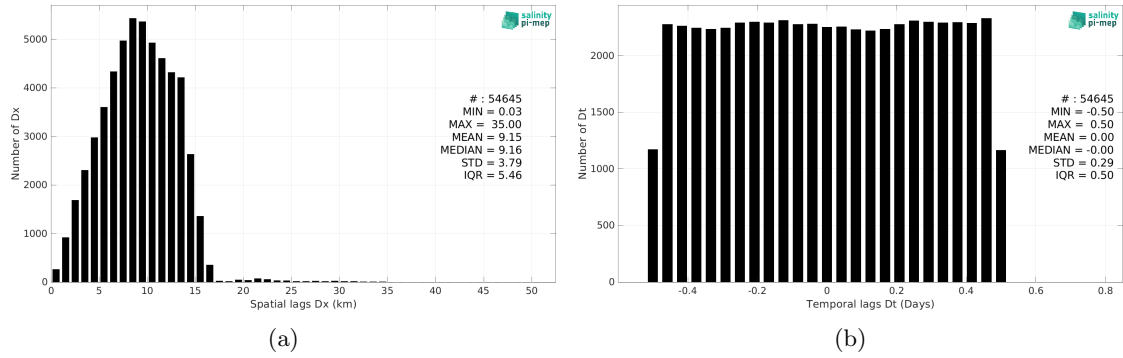 salinity
pi-mep
Number of Dx
5000
4000
3000
2000
1000
0
# : 54645
MIN = 0.03
MAX = 35.00
MEAN = 9.15
MEDIAN = 9.16
STD = 3.79
IQR = 5.46
0 5 10 15 20 25 30 35 40 45 50
Spatial lags Dx (km)
(a)
salinity
pi-mep
Number of Dt
2000
1500
1000
500
0
# : 54645
MIN = -0.50
MAX = 0.50
MEAN = 0.00
MEDIAN = -0.00
STD = 0.29
IQR = 0.50
-0.4 -0.2 0 0.2 0.4 0.6 0.8
Temporal lags Dt (Days)
(b)